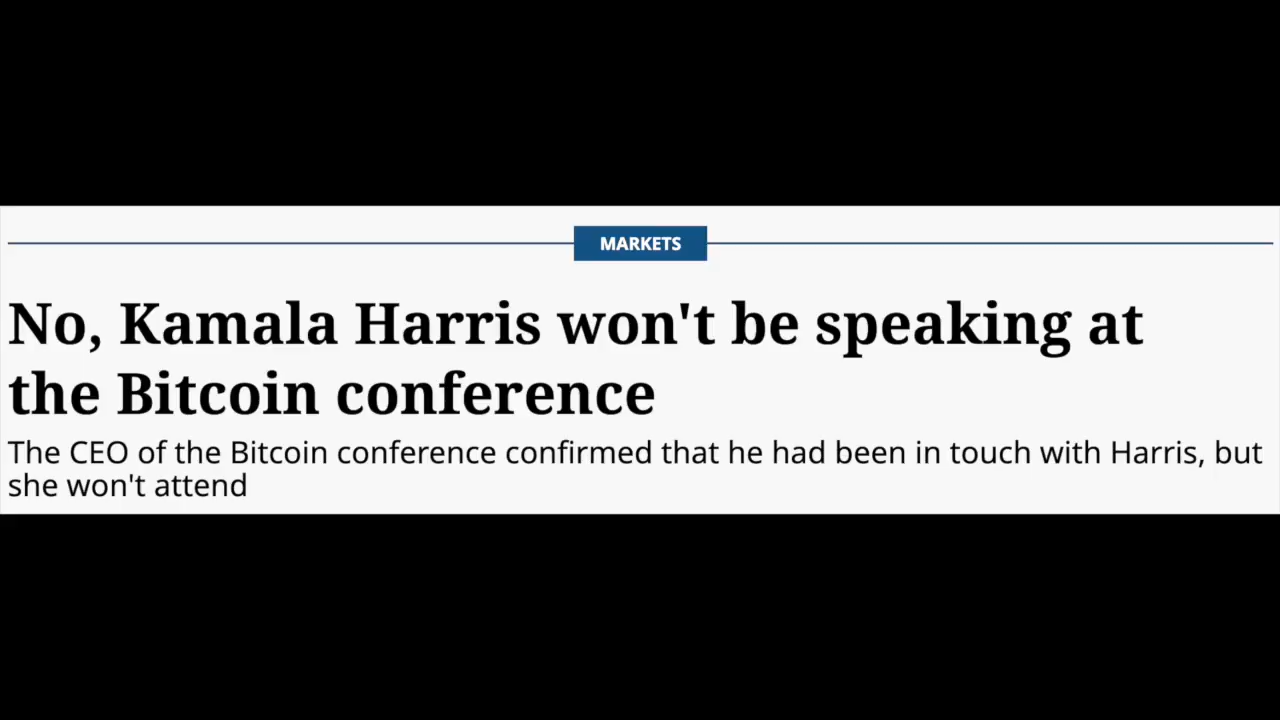 MARKETS
No, Kamala Harris won't be speaking at
the Bitcoin conference
The CEO of the Bitcoin conference confirmed that he had been in touch with Harris, but
she won't attend